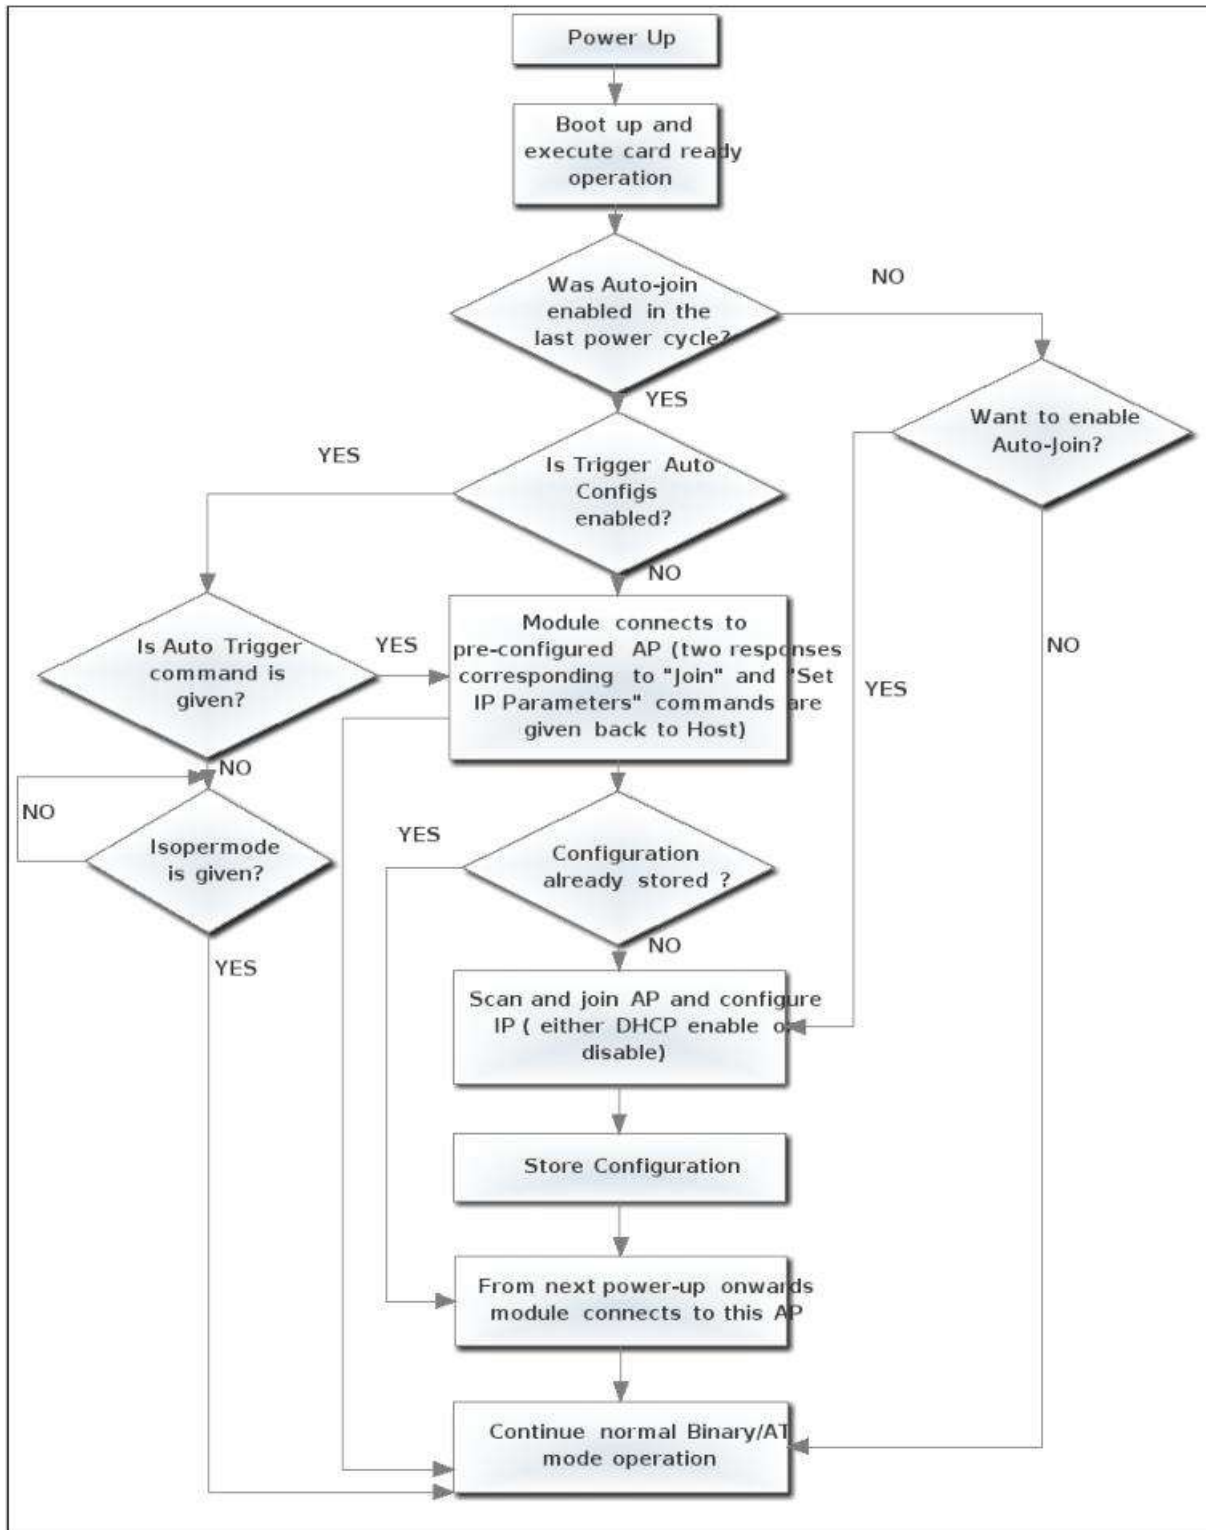 Power Up
Boot up and
execute card ready
operation
Was Auto-join
enabled in the
last power cycle?
NO
YES
Want to enable
Auto-Join?
YES
Is Trigger Auto
Configs
enabled?
NO
Is Auto Trigger
command is
given?
YES
Module connects to
pre-configured AP (two responses
corresponding to "Join" and "Set
IP Parameters" commands are
given back to Host)
NO
YES
NO
NO
Isopermode
is given?
YES
Configuration
already stored ?
NO
YES
Scan and join AP and configure
IP ( either DHCP enable or
disable)
Store Configuration
From next power-up onwards
module connects to this AP
Continue normal Binary/AT
mode operation